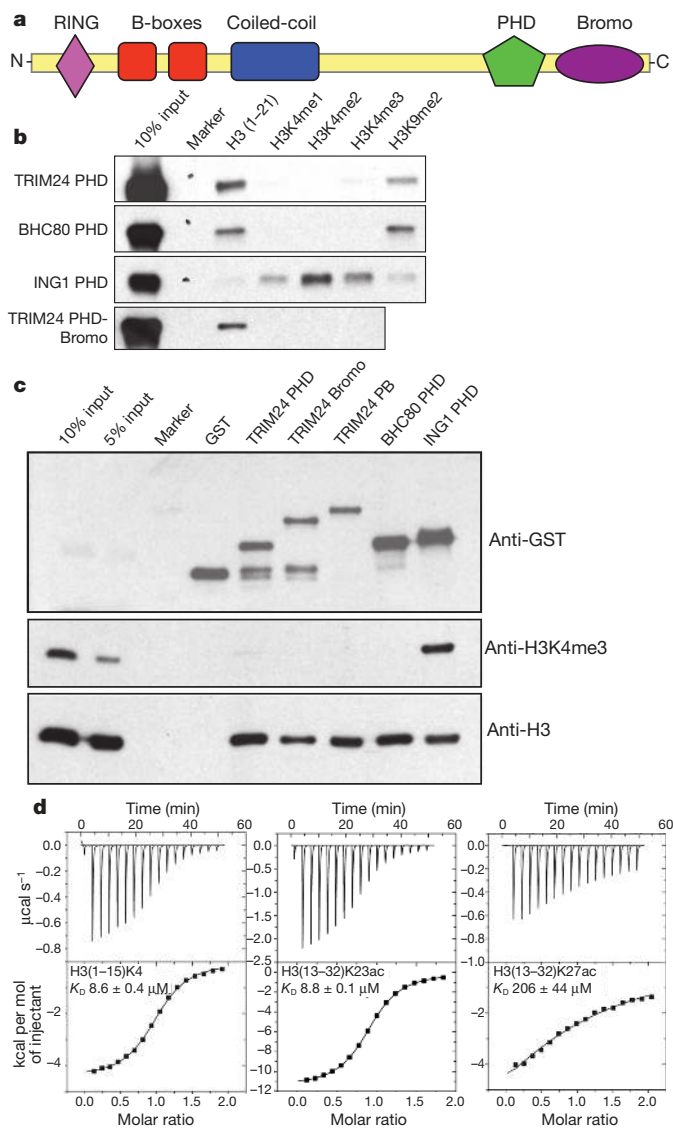 a
RING B-boxes Coiled-coil PHD Bromo
N- -C
b
10% input Marker H3 (1–21) H3K4me1 H3K4me2 H3K4me3 H3K9me2
TRIM24 PHD
BHC80 PHD
ING1 PHD
TRIM24 PHD-
Bromo
c
10% input 5% input Marker GST TRIM24 PHD TRIM24 Bromo TRIM24 PB BHC80 PHD ING1 PHD
Anti-GST
Anti-H3K4me3
Anti-H3
d
Time (min) Time (min) Time (min)
0 20 40 60 0 20 40 60 0 20 40 60
µcal s⁻¹
0.0 −0.2 −0.4 −0.6 −0.8
0.0 −0.5 −1.0 −1.5 −2.0 −2.5
0.0 −0.2 −0.4 −0.6 −0.8 −1.0
kcal per mol
of injectant
H3(1–15)K4
K_D 8.6 ± 0.4 µM
−2 −4
H3(13–32)K23ac
K_D 8.8 ± 0.1 µM
0 −2 −4 −6 −8 −10 −12
H3(13–32)K27ac
K_D 206 ± 44 µM
−2 −4
0.0 0.5 1.0 1.5 2.0 0.0 0.5 1.0 1.5 2.0 0.0 0.5 1.0 1.5 2.0
Molar ratio Molar ratio Molar ratio